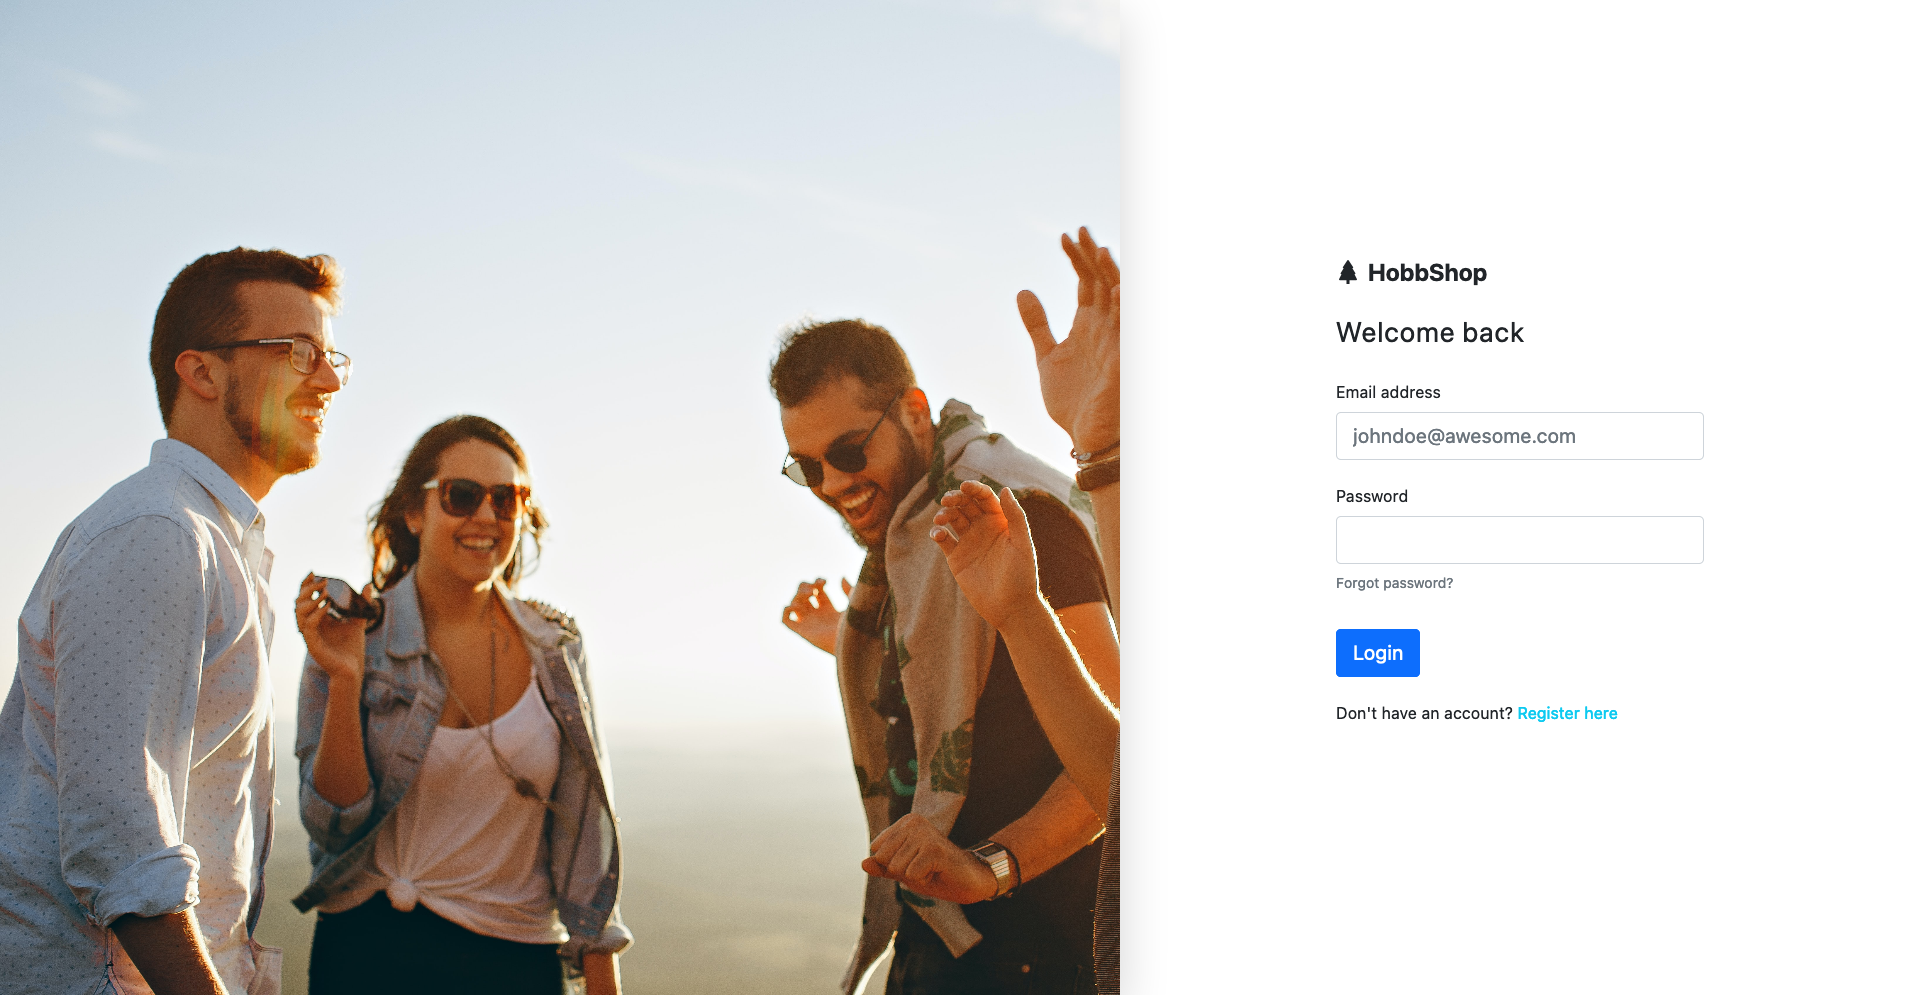 HobbShop
Welcome back
Email address
johndoe@awesome.com
Password
Forgot password?
Login
Don't have an account? Register here